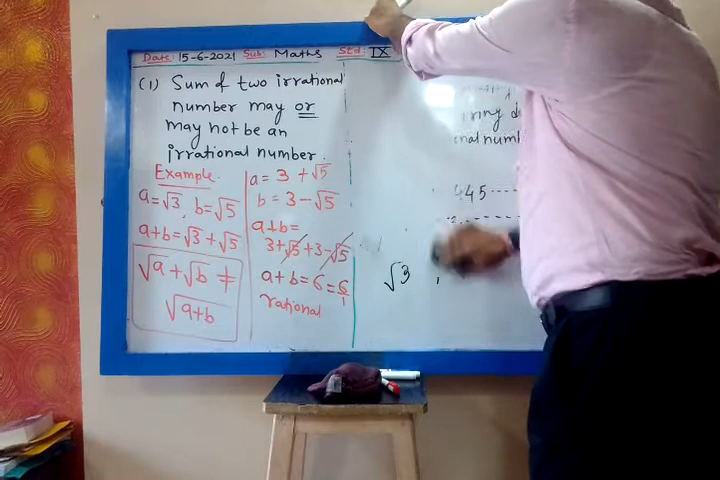 Date: 15-6-2021 Sub: Maths Std: IX
(1) Sum of two irrational
number may or
may not be an
irrational number.
Example.
a=√3, b=√5
a+b=√3+√5
√a+√b ≠
√a+b
a = 3 + √5
b = 3 - √5
a+b=
3+√5+3-√5
a+b=6=6/1
rational
√3
45----